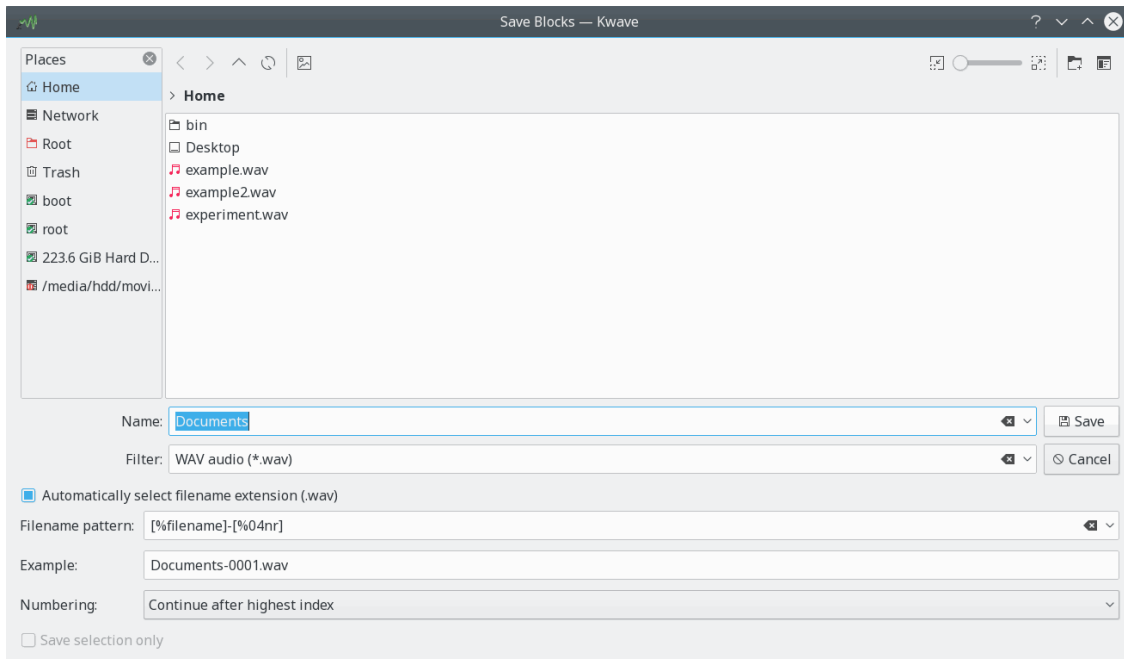 Save Blocks — Kwave
Places
Home
Network
Root
Trash
boot
root
223.6 GiB Hard D...
/media/hdd/movi...
> Home
bin
Desktop
example.wav
example2.wav
experiment.wav
Name: Documents
Save
Filter: WAV audio (*.wav)
Cancel
Automatically select filename extension (.wav)
Filename pattern: [%filename]-[%04nr]
Example: Documents-0001.wav
Numbering: Continue after highest index
Save selection only